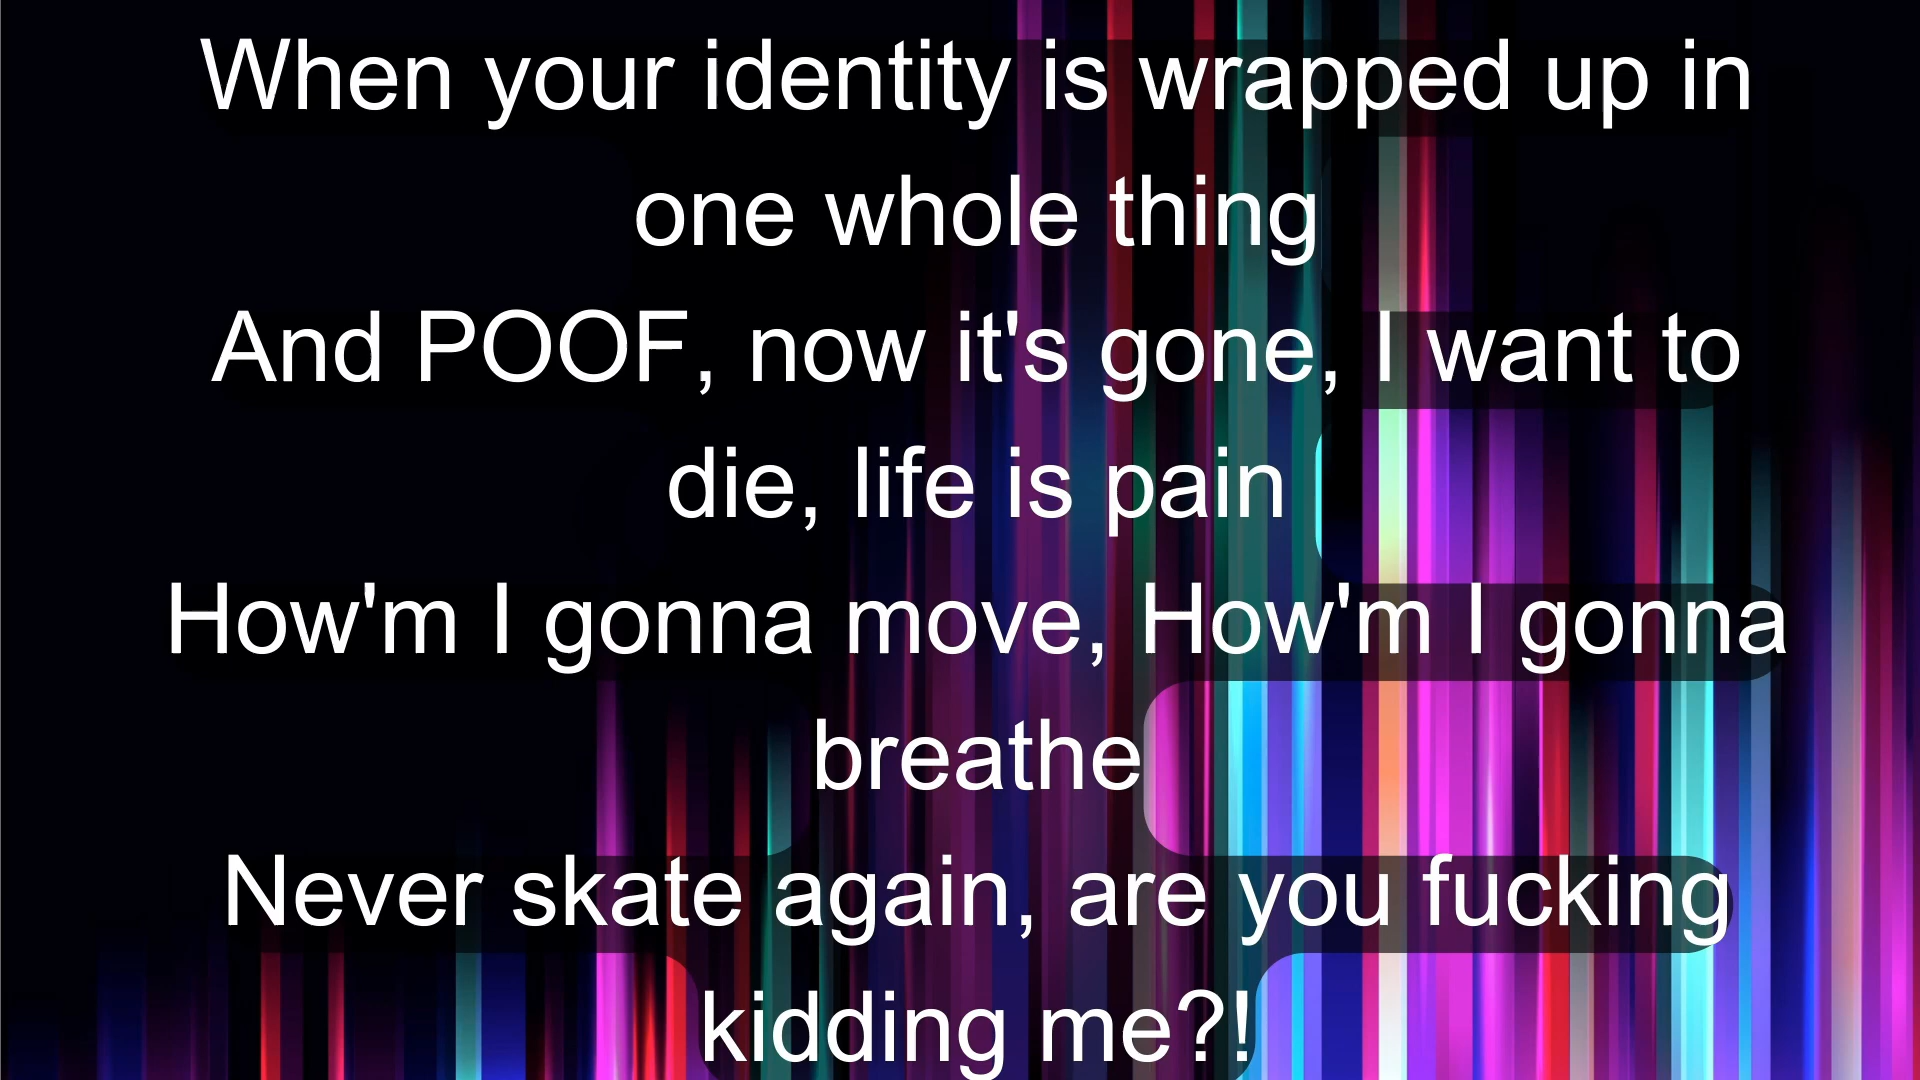 When your identity is wrapped up in
one whole thing
And POOF, now it's gone, I want to
die, life is pain
How'm I gonna move, How'm I gonna
breathe
Never skate again, are you fucking
kidding me?!